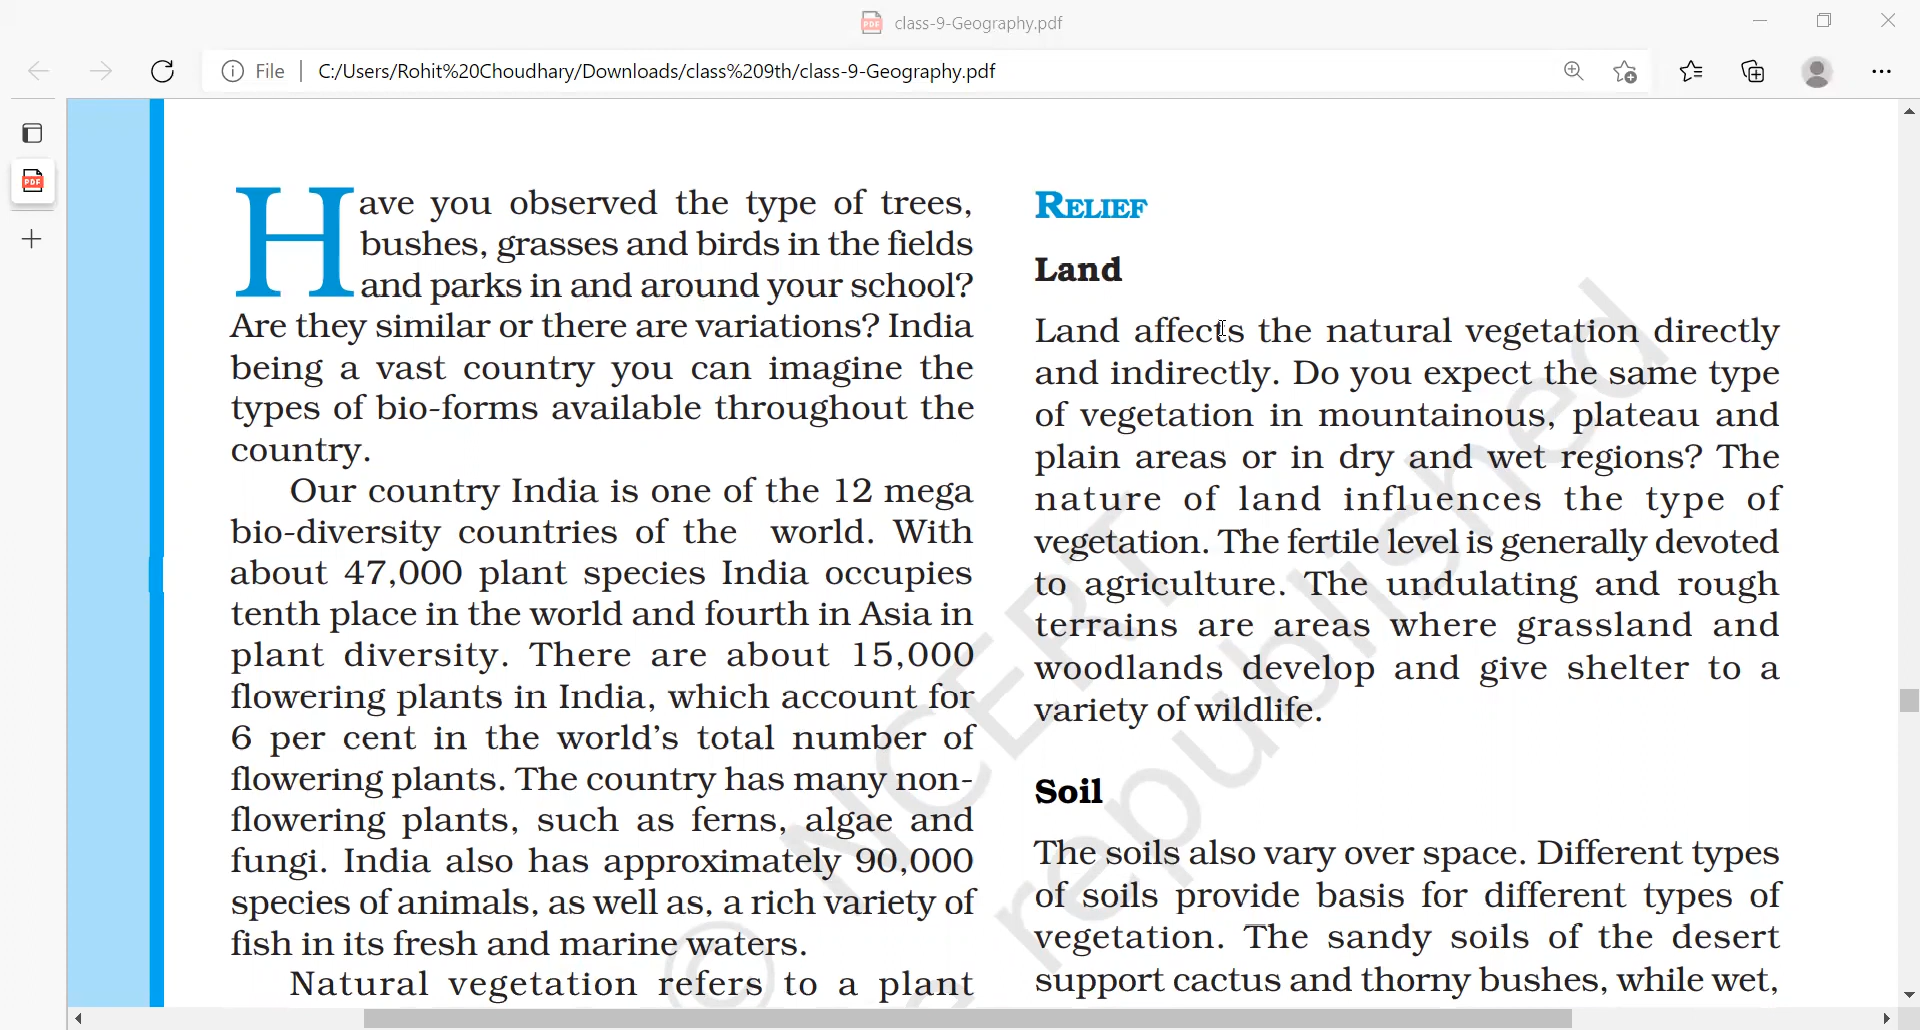 class-9-Geography.pdf
File | C:/Users/Rohit%20Choudhary/Downloads/class%209th/class-9-Geography.pdf
Have you observed the type of trees,
bushes, grasses and birds in the fields
and parks in and around your school?
Are they similar or there are variations? India
being a vast country you can imagine the
types of bio-forms available throughout the
country.
Our country India is one of the 12 mega
bio-diversity countries of the world. With
about 47,000 plant species India occupies
tenth place in the world and fourth in Asia in
plant diversity. There are about 15,000
flowering plants in India, which account for
6 per cent in the world's total number of
flowering plants. The country has many non-
flowering plants, such as ferns, algae and
fungi. India also has approximately 90,000
species of animals, as well as, a rich variety of
fish in its fresh and marine waters.
Natural vegetation refers to a plant
RELIEF
Land
Land affects the natural vegetation directly
and indirectly. Do you expect the same type
of vegetation in mountainous, plateau and
plain areas or in dry and wet regions? The
nature of land influences the type of
vegetation. The fertile level is generally devoted
to agriculture. The undulating and rough
terrains are areas where grassland and
woodlands develop and give shelter to a
variety of wildlife.
Soil
The soils also vary over space. Different types
of soils provide basis for different types of
vegetation. The sandy soils of the desert
support cactus and thorny bushes, while wet,
© NCERT
republished